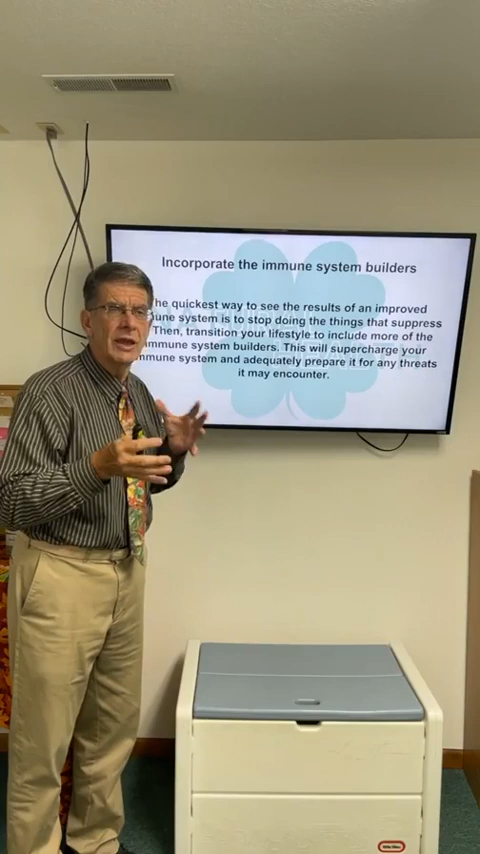 Incorporate the immune system builders
he quickest way to see the results of an improved
une system is to stop doing the things that suppress
Then, transition your lifestyle to include more of the
mmune system builders. This will supercharge your
mmune system and adequately prepare it for any threats
it may encounter.